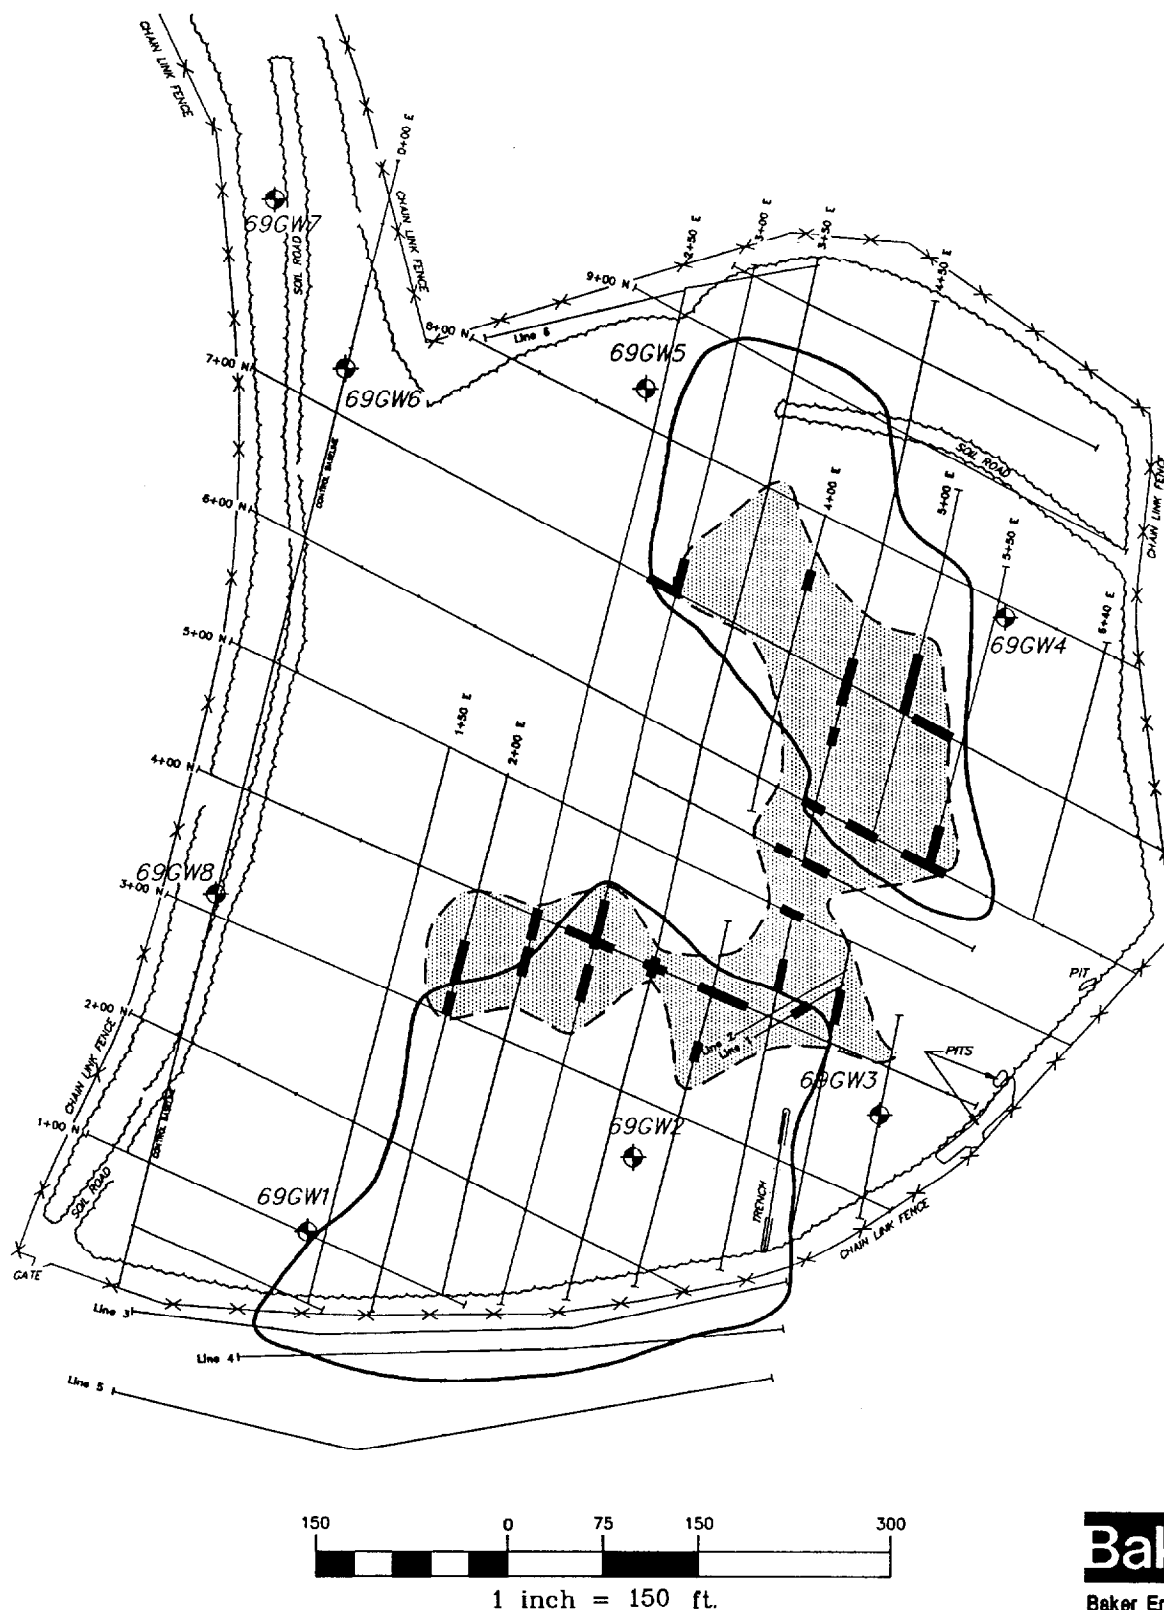 CHAIN LINK FENCE
0+00 E
69GW7
CHAIN LINK FENCE
SOIL ROAD
2+50 E
3+00 E
3+50 E
4+50 E
9+00 N
8+00 N
Line 6
69GW5
7+00 N
69GW6
CONTROL BASELINE
SOIL ROAD
CHAIN LINK FENCE
4+00 E
5+00 E
5+50 E
6+00 N
69GW4
6+40 E
5+00 N
1+50 E
2+00 E
4+00 N
69GW8
3+00 N
PIT
2+00 N
Line 2
Line 1
PITS
69GW3
CHAIN LINK FENCE
1+00 N
CONTROL BASELINE
69GW2
SOIL ROAD
69GW1
TRENCH
CHAIN LINK FENCE
GATE
Line 3
Line 4
Line 5
150 0 75 150 300
1 inch = 150 ft.
Bak
Baker En